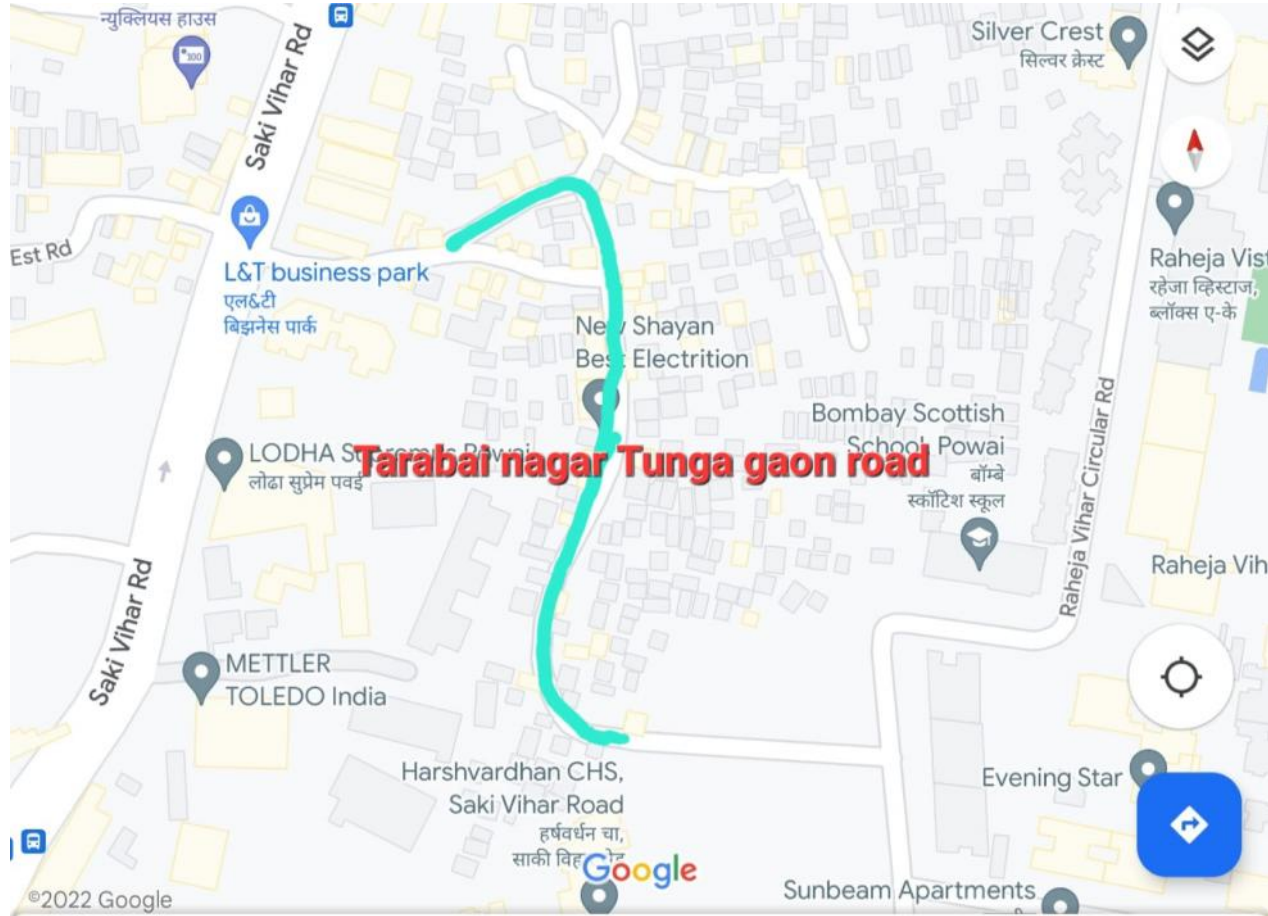 न्युक्लियस हाउस
Saki Vihar Rd
Silver Crest
सिल्वर क्रेस्ट
Est Rd
L&T business park
एल&टी
बिझनेस पार्क
Raheja Vist
रहेजा व्हिस्टाज,
ब्लॉक्स ए-के
New Shayan
Best Electrition
Bombay Scottish
School, Powai
बॉम्बे
स्कॉटिश स्कूल
LODHA Supremus Powai
लोढा सुप्रेम पवई
Tarabai nagar Tunga gaon road
Raheja Vihar Circular Rd
Raheja Vih
Saki Vihar Rd
METTLER
TOLEDO India
Harshvardhan CHS,
Saki Vihar Road
हर्षवर्धन चा,
साकी विहार रोड
Evening Star
Google
Sunbeam Apartments
©2022 Google